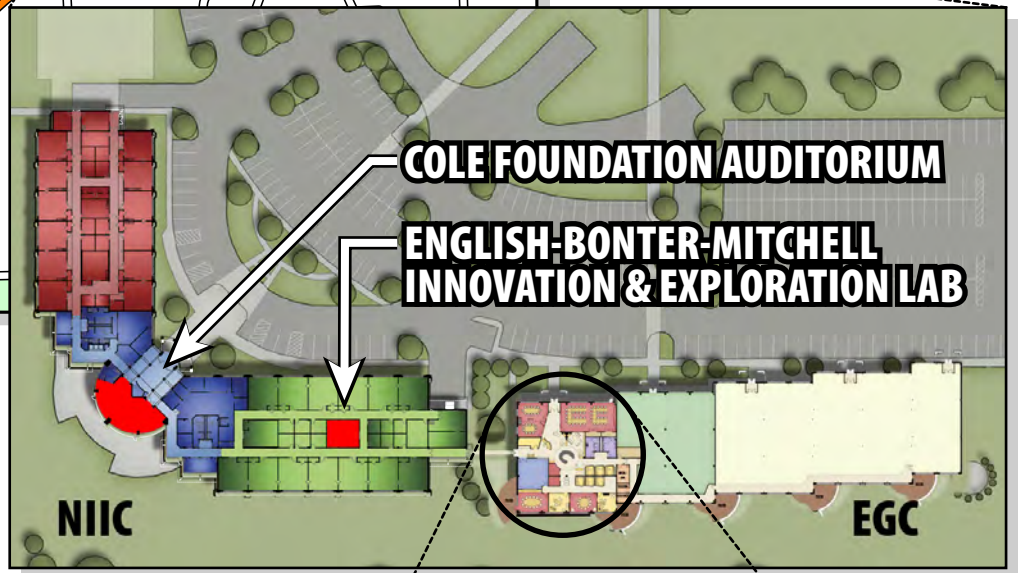 COLE FOUNDATION AUDITORIUM
ENGLISH-BONTER-MITCHELL
INNOVATION & EXPLORATION LAB
NIIC
EGC